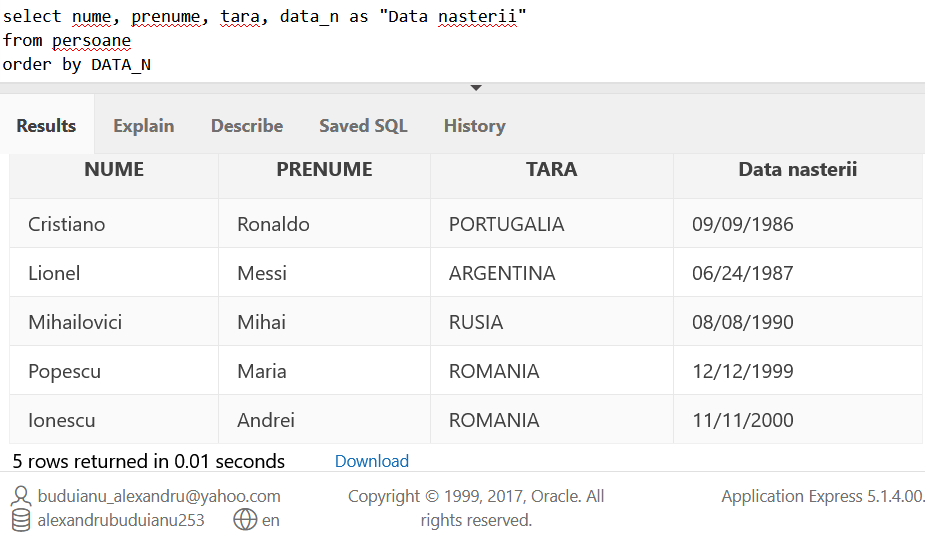 select nume, prenume, tara, data_n as "Data nasterii"
from persoane
order by DATA_N
Results Explain Describe Saved SQL History
NUME PRENUME TARA Data nasterii
Cristiano Ronaldo PORTUGALIA 09/09/1986
Lionel Messi ARGENTINA 06/24/1987
Mihailovici Mihai RUSIA 08/08/1990
Popescu Maria ROMANIA 12/12/1999
Ionescu Andrei ROMANIA 11/11/2000
5 rows returned in 0.01 seconds Download
buduianu_alexandru@yahoo.com Copyright © 1999, 2017, Oracle. All Application Express 5.1.4.00.
alexandrubuduianu253 en rights reserved.